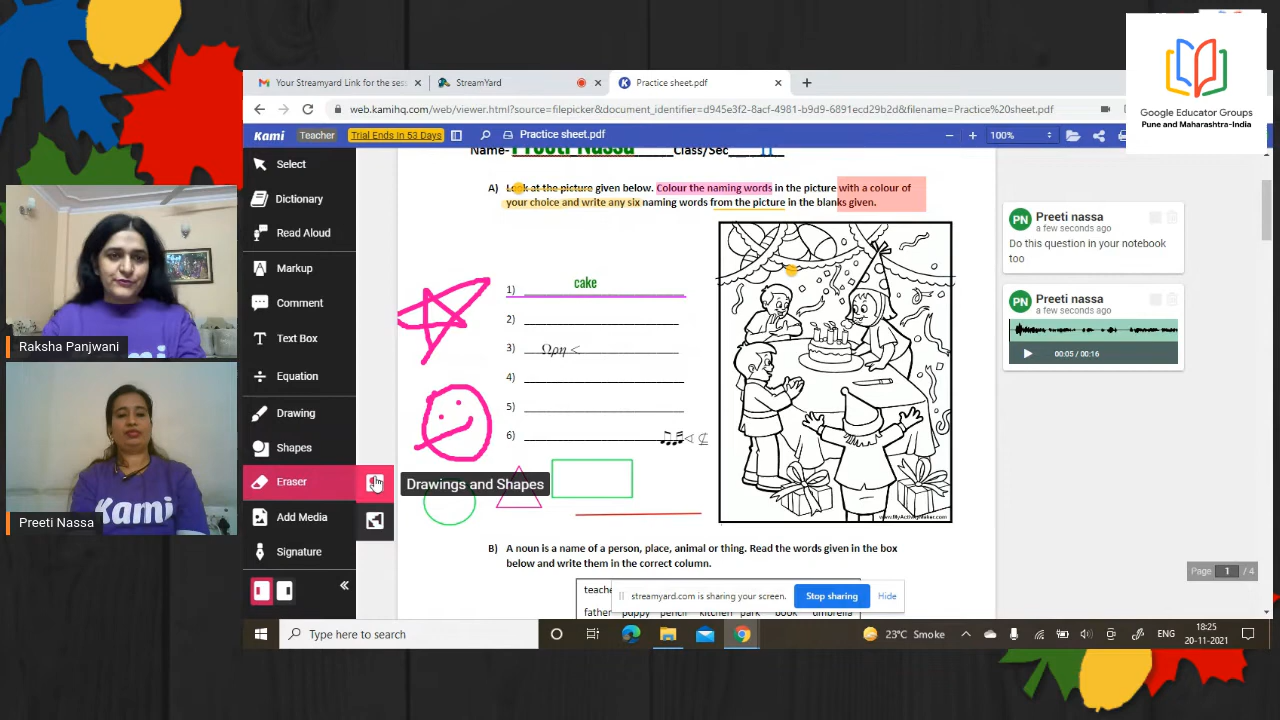 Google Educator Groups
Pune and Maharashtra-India
Your Streamyard Link for the sess
StreamYard
Practice sheet.pdf
web.kamihq.com/web/viewer.html?source=filepicker&document_identifier=d945e3f2-8acf-4981-b9d9-6891ecd29b2d&filename=Practice%20sheet.pdf
Kami
Teacher
Trial Ends In 53 Days
Practice sheet.pdf
100%
Select
Dictionary
Read Aloud
Markup
Comment
Text Box
Equation
Drawing
Shapes
Eraser
Add Media
Signature
Drawings and Shapes
Name- Preeti Nassa Class/Sec II
A) Look at the picture given below. Colour the naming words in the picture with a colour of
your choice and write any six naming words from the picture in the blanks given.
1) cake
2)
3) Ωρη <
4)
5)
6) ♫♬∢ ⊄
www.MyActivityMaker.com
B) A noun is a name of a person, place, animal or thing. Read the words given in the box
below and write them in the correct column.
father puppy pencil kitchen park book umbrella
PN Preeti nassa
a few seconds ago
Do this question in your notebook
too
PN Preeti nassa
a few seconds ago
00:05 / 00:16
Page 1 / 4
streamyard.com is sharing your screen.
Stop sharing
Hide
Type here to search
23°C Smoke
ENG
18:25
20-11-2021
Raksha Panjwani
Preeti Nassa
Kami
Kami